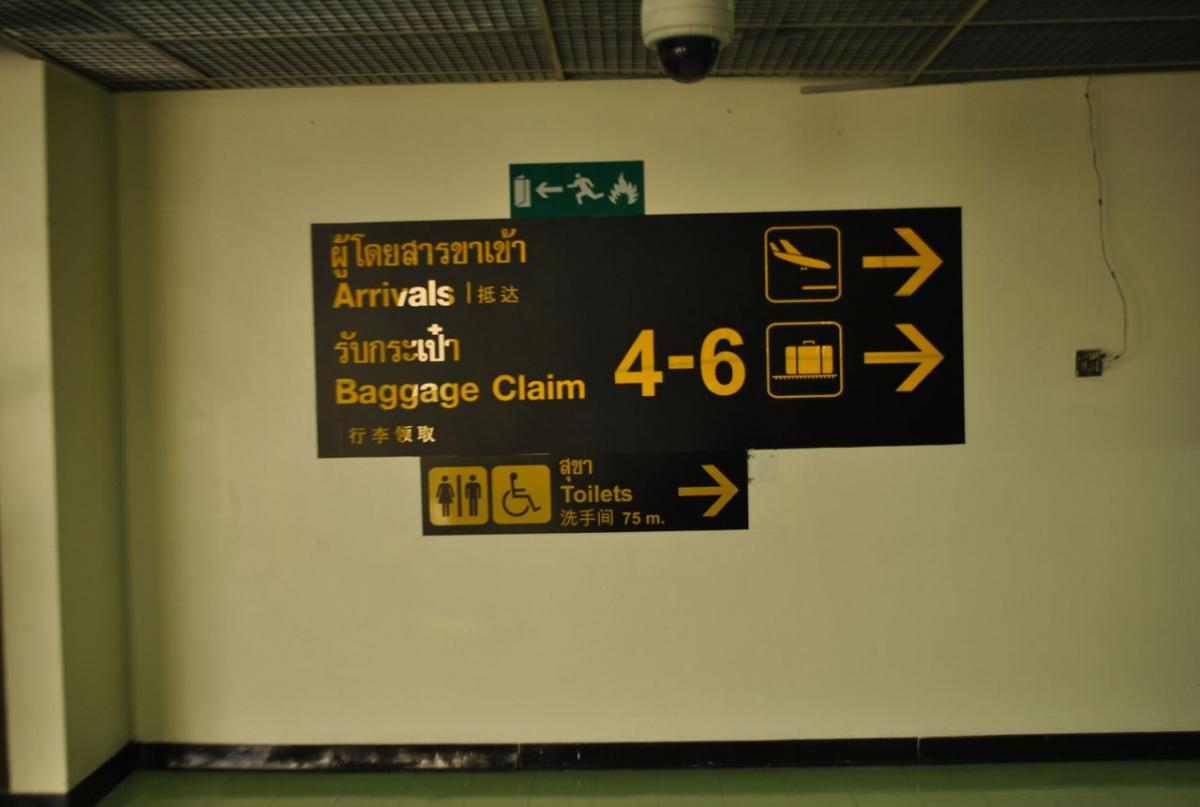 ผู้โดยสารขาเข้า
Arrivals | 抵达
รับกระเป๋า
Baggage Claim 4-6
行李领取
สุขา
Toilets
洗手间 75 m.